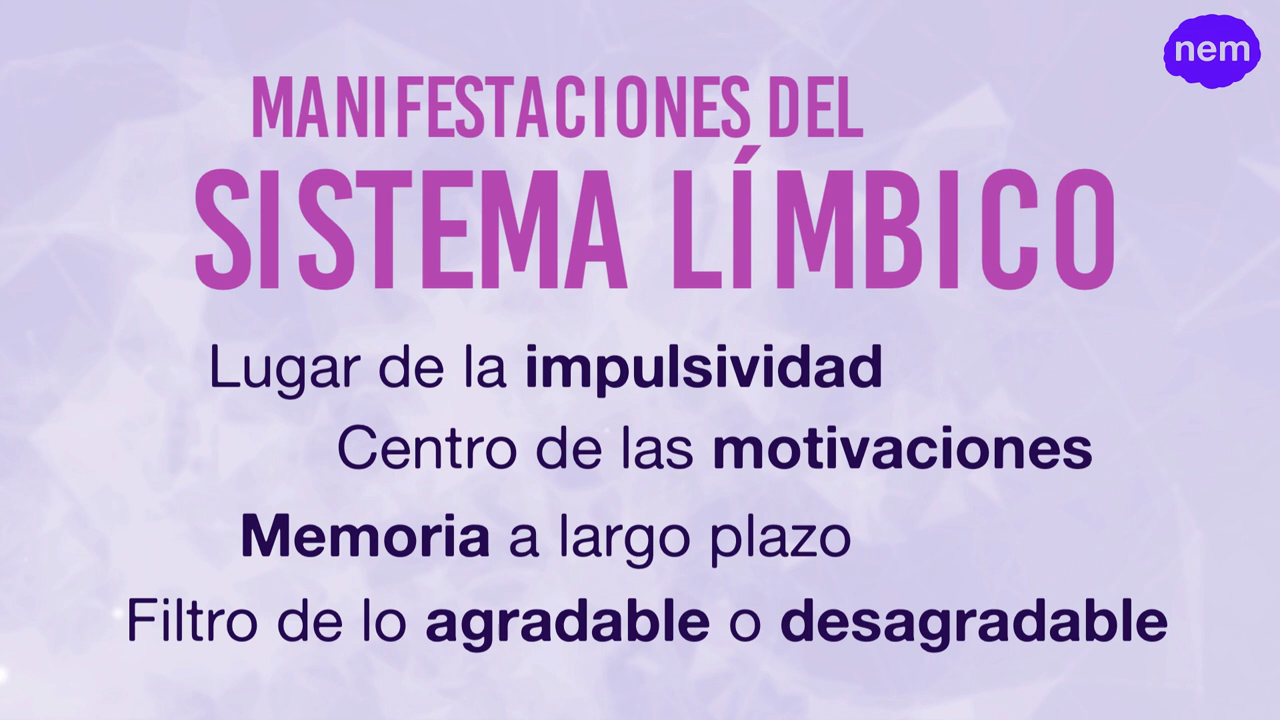 nem
MANIFESTACIONES DEL
SISTEMA LÍMBICO
Lugar de la impulsividad
Centro de las motivaciones
Memoria a largo plazo
Filtro de lo agradable o desagradable